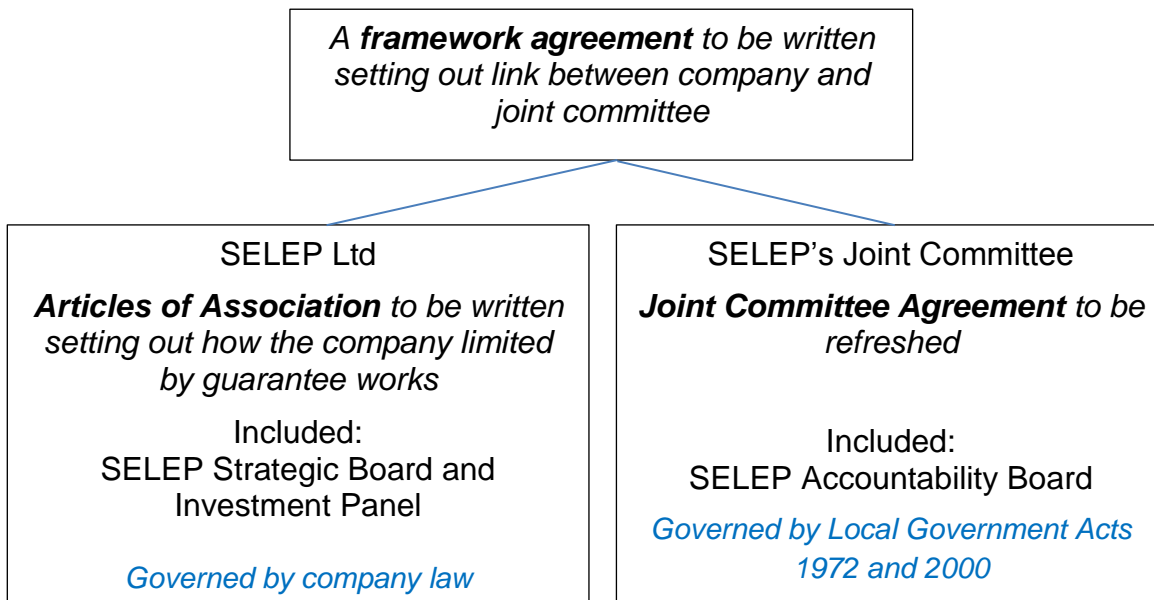 A framework agreement to be written
setting out link between company and
joint committee
SELEP Ltd
Articles of Association to be written
setting out how the company limited
by guarantee works
Included:
SELEP Strategic Board and
Investment Panel
Governed by company law
SELEP’s Joint Committee
Joint Committee Agreement to be
refreshed
Included:
SELEP Accountability Board
Governed by Local Government Acts
1972 and 2000